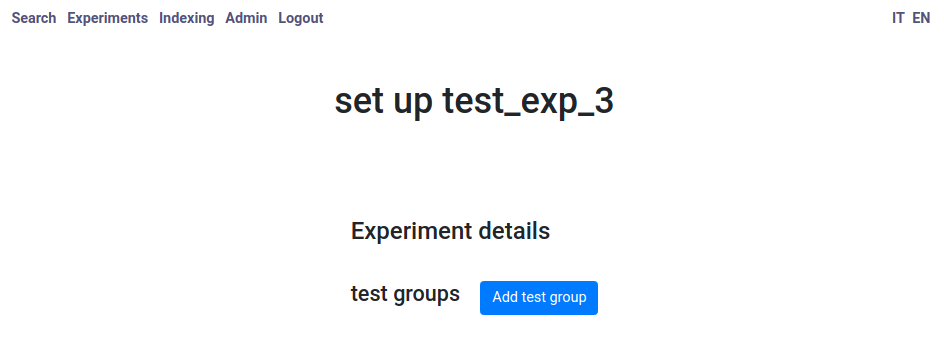 Search Experiments Indexing Admin Logout IT EN
set up test_exp_3
Experiment details
test groups Add test group